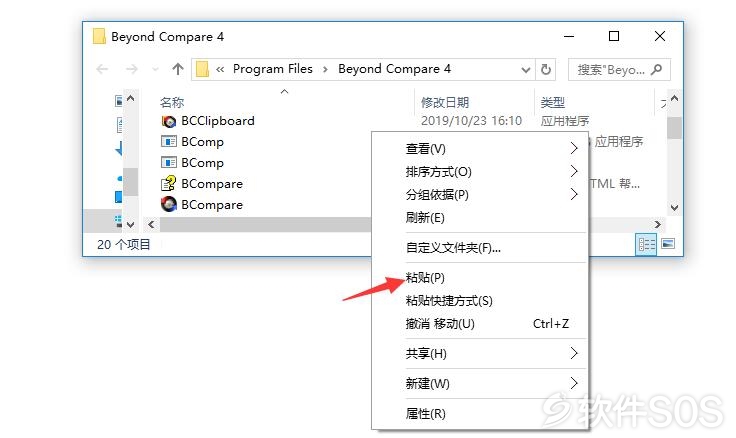 Beyond Compare 4
« Program Files > Beyond Compare 4
搜索"Beyo...
名称 修改日期 类型
BCClipboard 2019/10/23 16:10 应用程序
BComp 应用程序
BComp
BCompare TML 帮...
BCompare
20 个项目
查看(V)
排序方式(O)
分组依据(P)
刷新(E)
自定义文件夹(F)...
粘贴(P)
粘贴快捷方式(S)
撤消 移动(U) Ctrl+Z
共享(H)
新建(W)
属性(R)
软件SOS